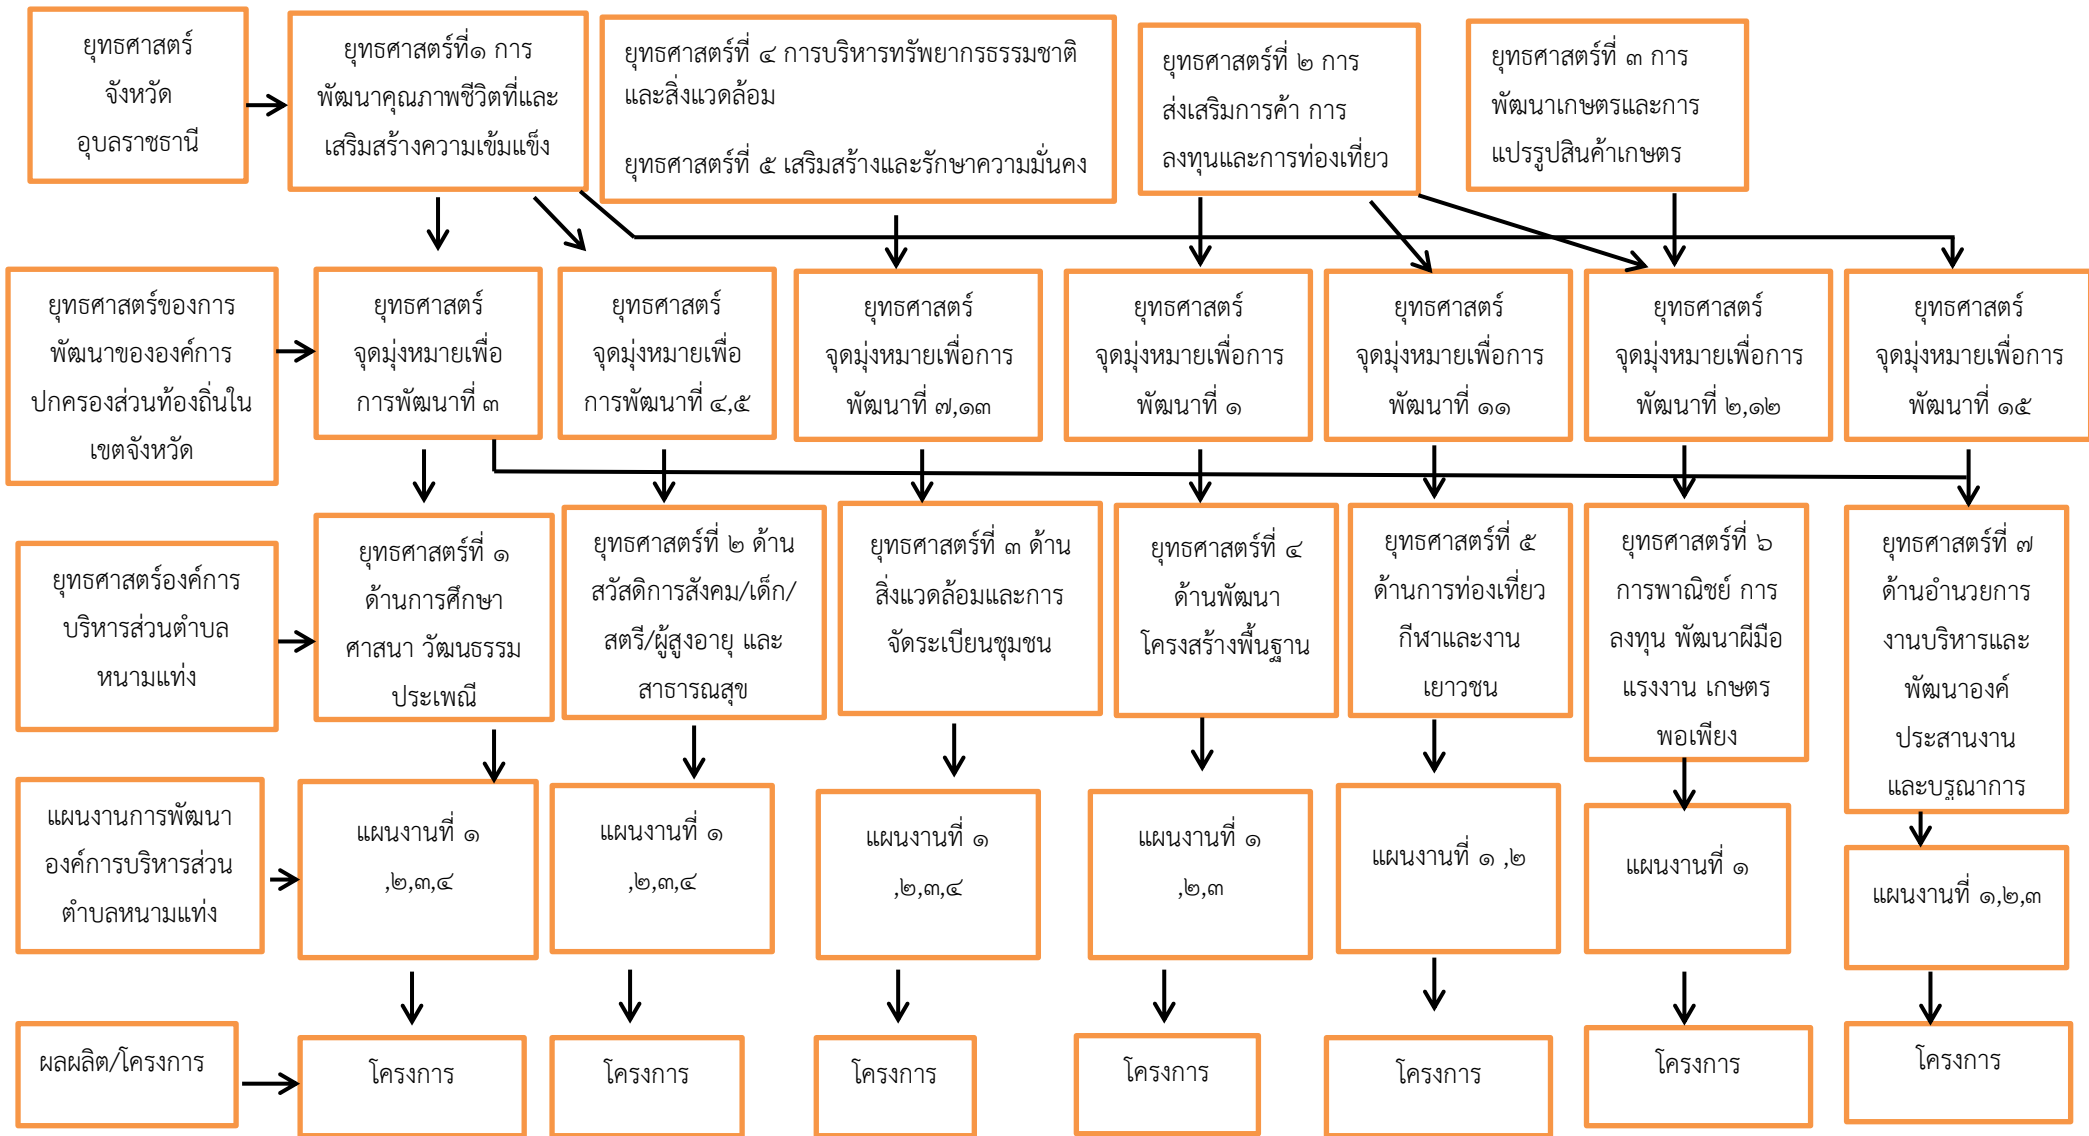 ยุทธศาสตร์
จังหวัด
อุบลราชธานี
ยุทธศาสตร์ที่๑ การ
พัฒนาคุณภาพชีวิตที่และ
เสริมสร้างความเข้มแข็ง
ยุทธศาสตร์ที่ ๔ การบริหารทรัพยากรธรรมชาติ
และสิ่งแวดล้อม
ยุทธศาสตร์ที่ ๕ เสริมสร้างและรักษาความมั่นคง
ยุทธศาสตร์ที่ ๒ การ
ส่งเสริมการค้า การ
ลงทุนและการท่องเที่ยว
ยุทธศาสตร์ที่ ๓ การ
พัฒนาเกษตรและการ
แปรรูปสินค้าเกษตร
ยุทธศาสตร์ของการ
พัฒนาขององค์การ
ปกครองส่วนท้องถิ่นใน
เขตจังหวัด
ยุทธศาสตร์
จุดมุ่งหมายเพื่อ
การพัฒนาที่ ๓
ยุทธศาสตร์
จุดมุ่งหมายเพื่อ
การพัฒนาที่ ๔,๕
ยุทธศาสตร์
จุดมุ่งหมายเพื่อการ
พัฒนาที่ ๗,๑๓
ยุทธศาสตร์
จุดมุ่งหมายเพื่อการ
พัฒนาที่ ๑
ยุทธศาสตร์
จุดมุ่งหมายเพื่อการ
พัฒนาที่ ๑๑
ยุทธศาสตร์
จุดมุ่งหมายเพื่อการ
พัฒนาที่ ๒,๑๒
ยุทธศาสตร์
จุดมุ่งหมายเพื่อการ
พัฒนาที่ ๑๕
ยุทธศาสตร์องค์การ
บริหารส่วนตำบล
หนามแท่ง
ยุทธศาสตร์ที่ ๑
ด้านการศึกษา
ศาสนา วัฒนธรรม
ประเพณี
ยุทธศาสตร์ที่ ๒ ด้าน
สวัสดิการสังคม/เด็ก/
สตรี/ผู้สูงอายุ และ
สาธารณสุข
ยุทธศาสตร์ที่ ๓ ด้าน
สิ่งแวดล้อมและการ
จัดระเบียนชุมชน
ยุทธศาสตร์ที่ ๔
ด้านพัฒนา
โครงสร้างพื้นฐาน
ยุทธศาสตร์ที่ ๕
ด้านการท่องเที่ยว
กีฬาและงาน
เยาวชน
ยุทธศาสตร์ที่ ๖
การพาณิชย์ การ
ลงทุน พัฒนาฝีมือ
แรงงาน เกษตร
พอเพียง
ยุทธศาสตร์ที่ ๗
ด้านอำนวยการ
งานบริหารและ
พัฒนาองค์
ประสานงาน
และบรูณาการ
แผนงานการพัฒนา
องค์การบริหารส่วน
ตำบลหนามแท่ง
แผนงานที่ ๑
,๒,๓,๔
แผนงานที่ ๑
,๒,๓,๔
แผนงานที่ ๑
,๒,๓,๔
แผนงานที่ ๑
,๒,๓
แผนงานที่ ๑ ,๒
แผนงานที่ ๑
แผนงานที่ ๑,๒,๓
ผลผลิต/โครงการ
โครงการ
โครงการ
โครงการ
โครงการ
โครงการ
โครงการ
โครงการ